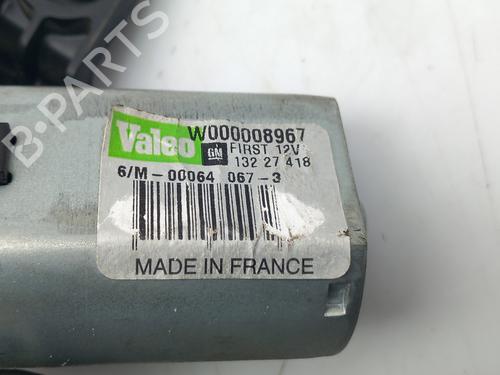 Valeo W000008967
GM FIRST 12V
132 27 418
6/M-00064 067-3
MADE IN FRANCE
B-PARTS